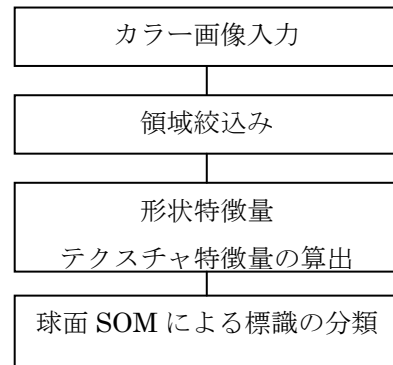 カラー画像入力
領域絞込み
形状特徴量
テクスチャ特徴量の算出
球面 SOM による標識の分類